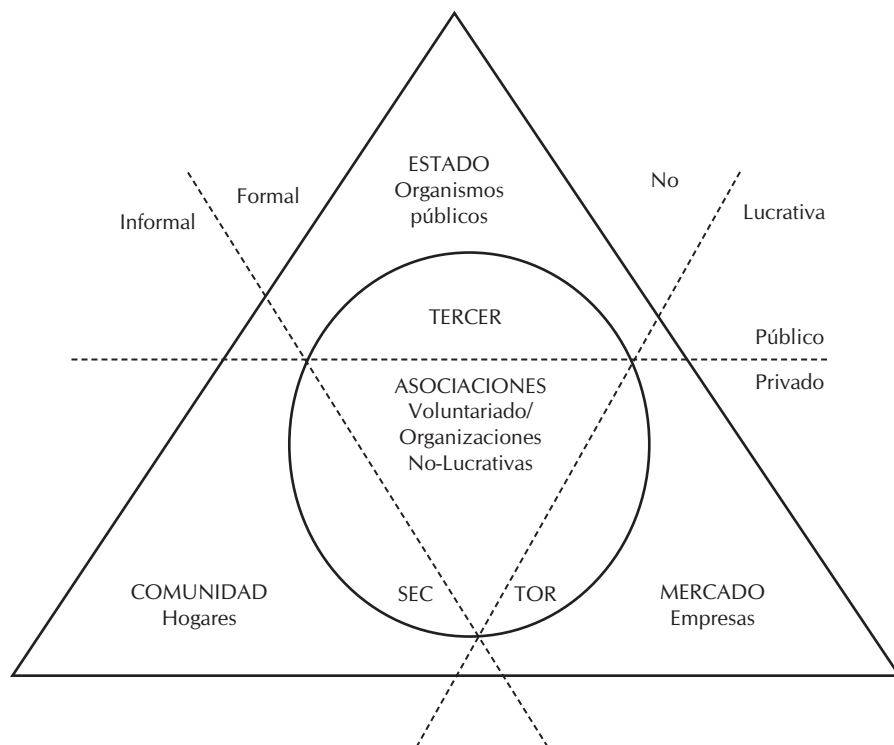 ESTADO
Organismos
públicos
No
Formal
Informal
Lucrativa
TERCER
Público
Privado
ASOCIACIONES
Voluntariado/
Organizaciones
No-Lucrativas
COMUNIDAD
Hogares
SEC
TOR
MERCADO
Empresas